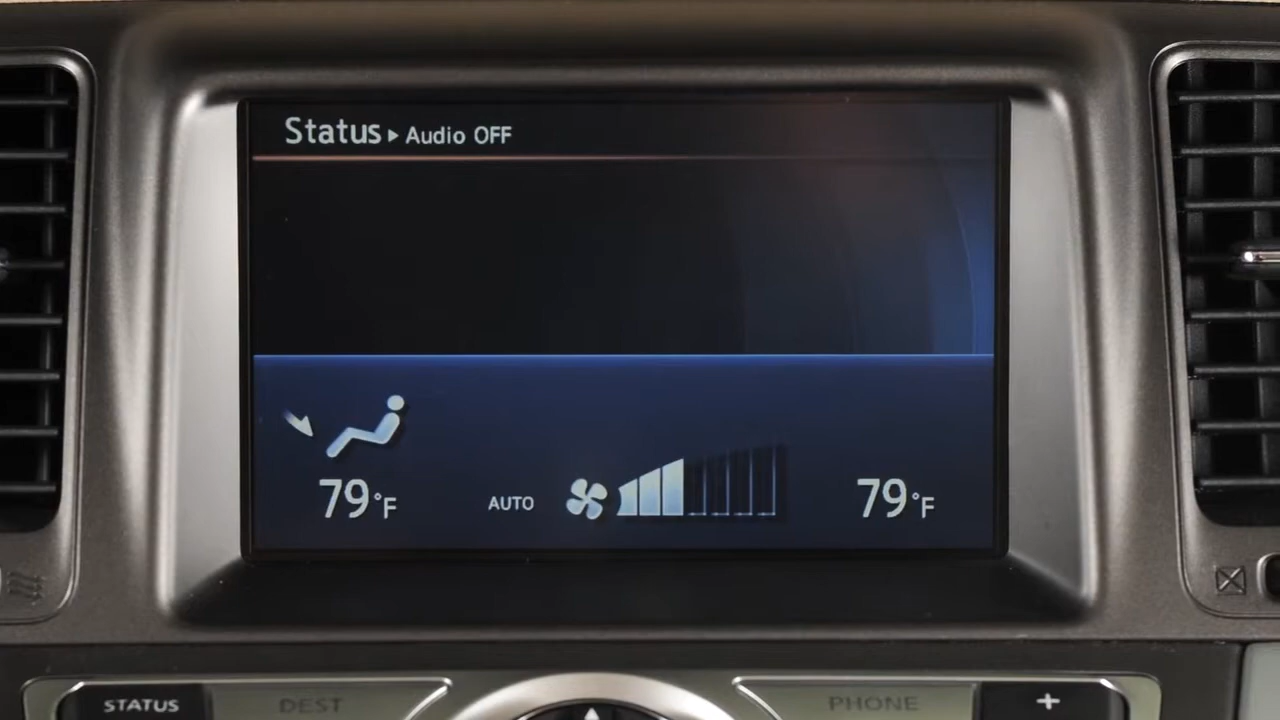 Status ▸ Audio OFF
79°F AUTO 79°F
STATUS DEST PHONE +